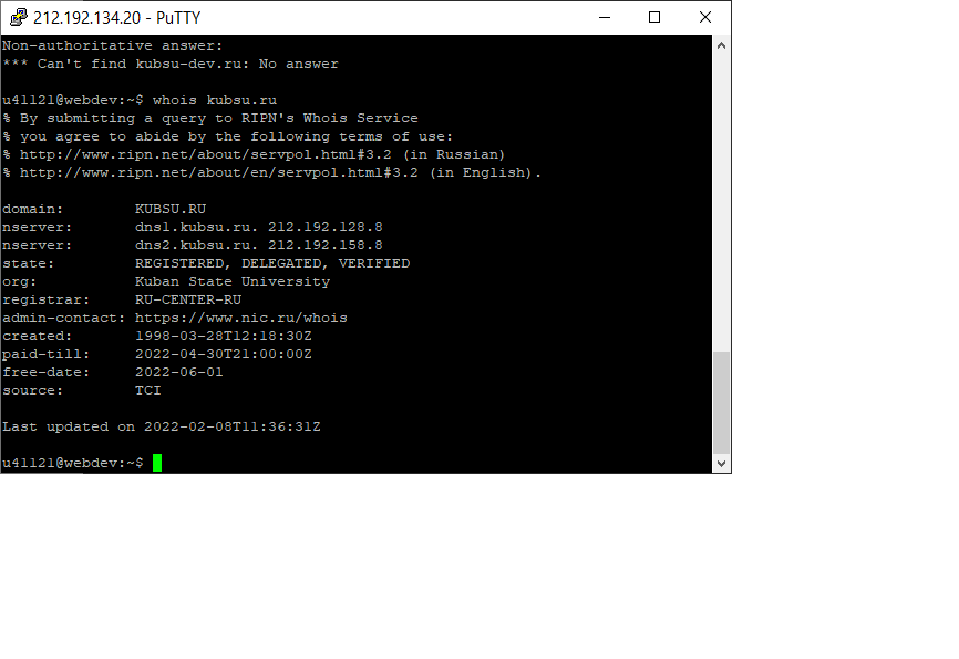 212.192.134.20 - PuTTY
Non-authoritative answer:
*** Can't find kubsu-dev.ru: No answer
u41121@webdev:~$ whois kubsu.ru
% By submitting a query to RIPN's Whois Service
% you agree to abide by the following terms of use:
% http://www.ripn.net/about/servpol.html#3.2 (in Russian)
% http://www.ripn.net/about/en/servpol.html#3.2 (in English).
domain:        KUBSU.RU
nserver:       dns1.kubsu.ru. 212.192.128.8
nserver:       dns2.kubsu.ru. 212.192.158.8
state:         REGISTERED, DELEGATED, VERIFIED
org:           Kuban State University
registrar:     RU-CENTER-RU
admin-contact: https://www.nic.ru/whois
created:       1998-03-28T12:18:30Z
paid-till:     2022-04-30T21:00:00Z
free-date:     2022-06-01
source:        TCI
Last updated on 2022-02-08T11:36:31Z
u41121@webdev:~$